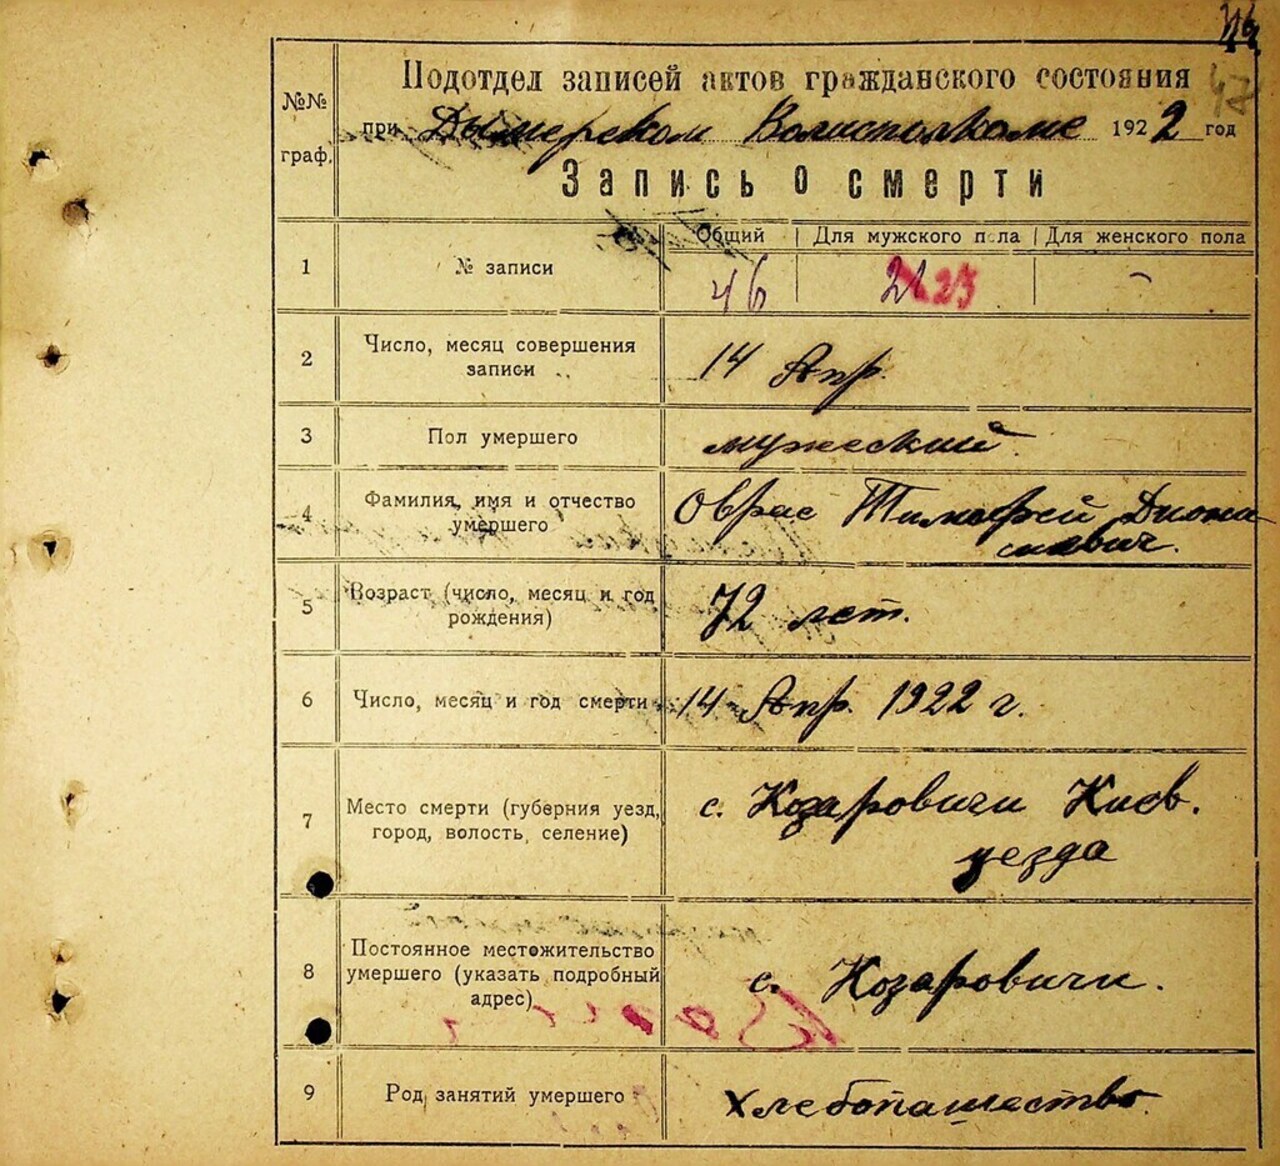 Подотдел записей актов гражданского состояния
при Дымерском Волисполкоме 1922 год
№№
граф.
Запись о смерти
Общий Для мужского пола Для женского пола
1 № записи 46 23 -
2 Число, месяц совершения
записи 14 Апр.
3 Пол умершего мужеский
4 Фамилия, имя и отчество
умершего Оврас Тимофей Диони
сиевич.
5 Возраст (число, месяц и год
рождения) 72 лет.
6 Число, месяц и год смерти 14 Апр. 1922 г.
7 Место смерти (губерния уезд,
город, волость, селение) с. Козаровичи Киев.
уезда
8 Постоянное местожительство
умершего (указать подробный
адрес) с. Козаровичи.
9 Род занятий умершего Хлебопашество.